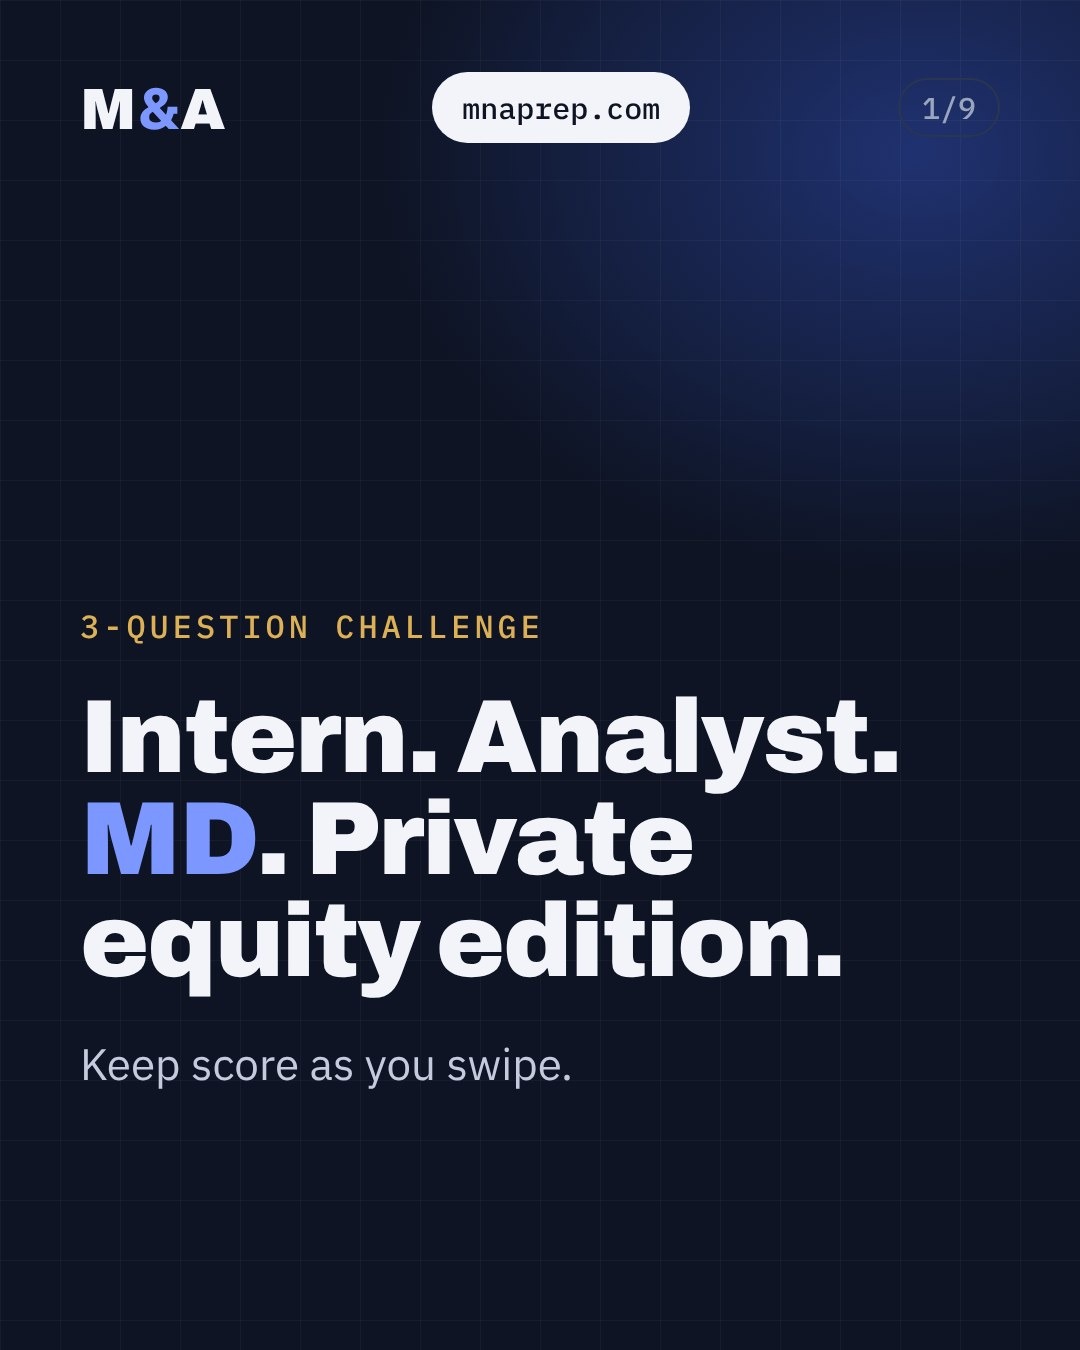 M&A
mnaprep.com
1/9
3-QUESTION CHALLENGE
Intern. Analyst.
MD. Private
equity edition.
Keep score as you swipe.